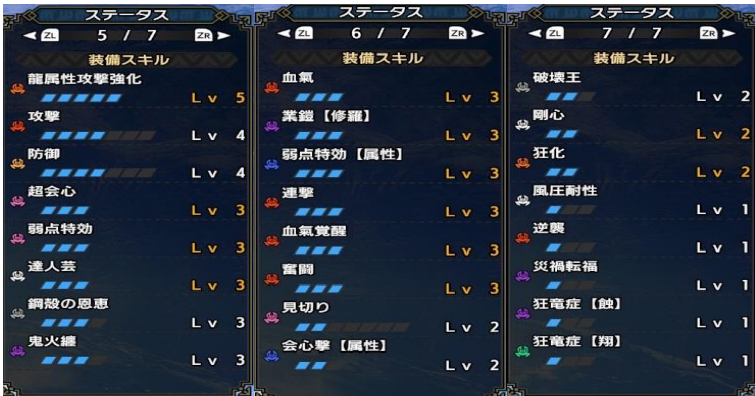 ステータス
ZL 5 / 7 ZR
装備スキル
龍属性攻撃強化
Lv 5
攻撃
Lv 4
防御
Lv 4
超会心
Lv 3
弱点特効
Lv 3
達人芸
Lv 3
鋼殻の恩恵
Lv 3
鬼火纏
Lv 3
ステータス
ZL 6 / 7 ZR
装備スキル
血氣
Lv 3
業鎧【修羅】
Lv 3
弱点特効【属性】
Lv 3
連撃
Lv 3
血氣覚醒
Lv 3
奮闘
Lv 3
見切り
Lv 2
会心撃【属性】
Lv 2
ステータス
ZL 7 / 7 ZR
装備スキル
破壊王
Lv 2
剛心
Lv 2
狂化
Lv 2
風圧耐性
Lv 1
逆襲
Lv 1
災禍転福
Lv 1
狂竜症【蝕】
Lv 1
狂竜症【翔】
Lv 1